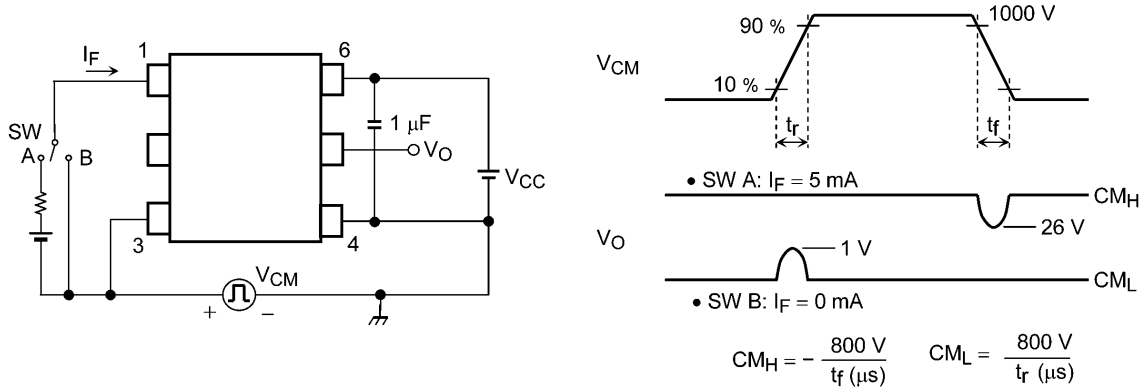 I_F
1
6
SW
A
B
1 μF
V_O
V_CC
3
4
V_CM
+
−
V_CM
90 %
1000 V
10 %
t_r
t_f
• SW A: I_F = 5 mA
CM_H
V_O
26 V
1 V
CM_L
• SW B: I_F = 0 mA
CM_H = − 800 V / t_f (μs)
CM_L = 800 V / t_r (μs)